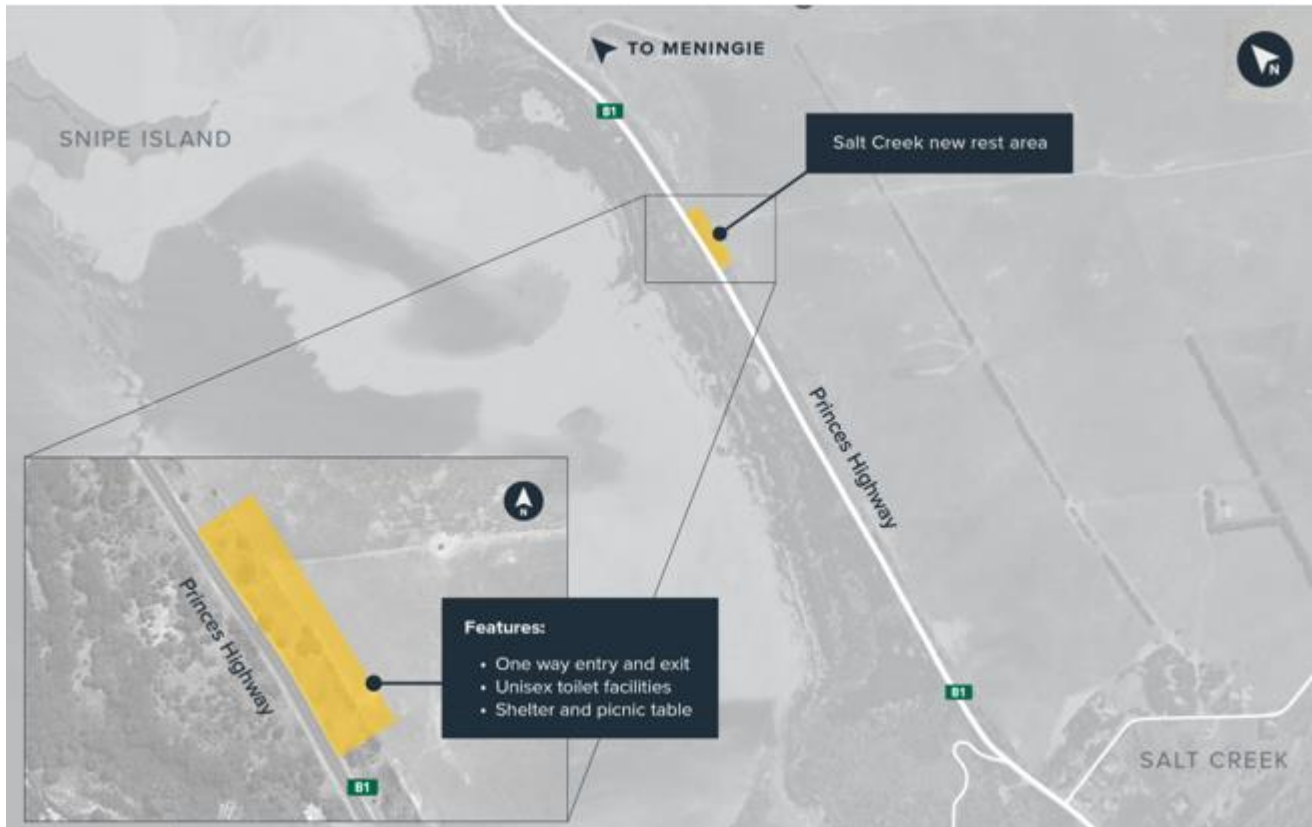 TO MENINGIE
N
B1
SNIPE ISLAND
Salt Creek new rest area
Princes Highway
N
Princes Highway
Features:
• One way entry and exit
• Unisex toilet facilities
• Shelter and picnic table
B1
B1
SALT CREEK